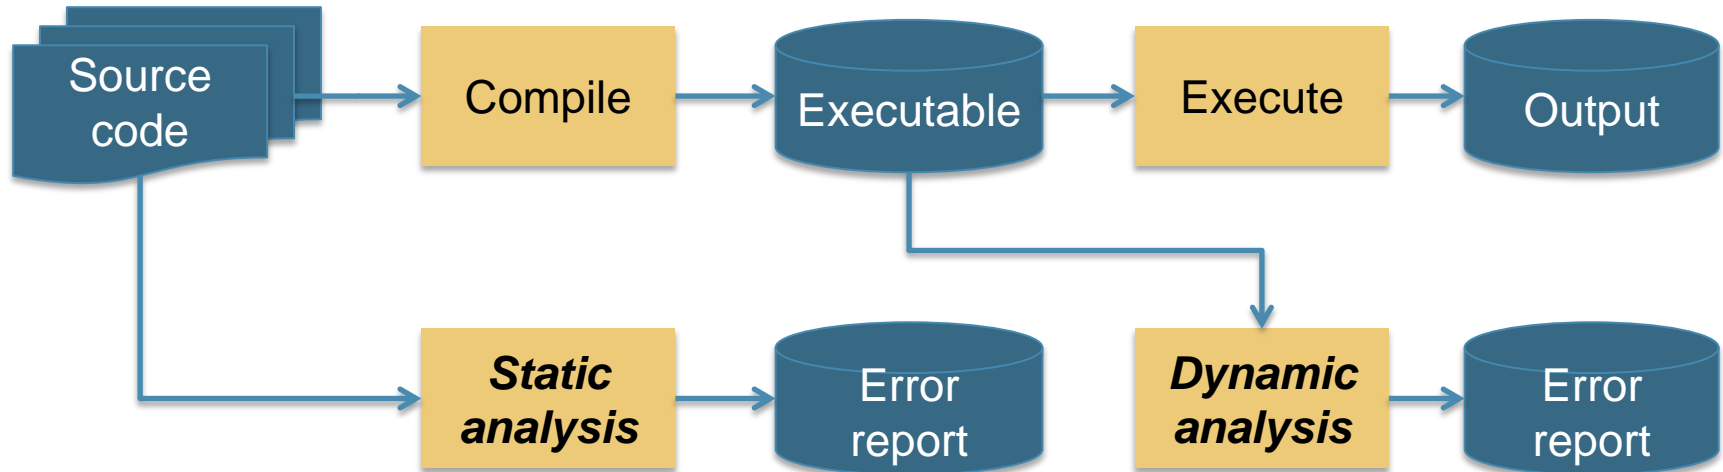 Source
code
Compile
Executable
Execute
Output
Static
analysis
Error
report
Dynamic
analysis
Error
report